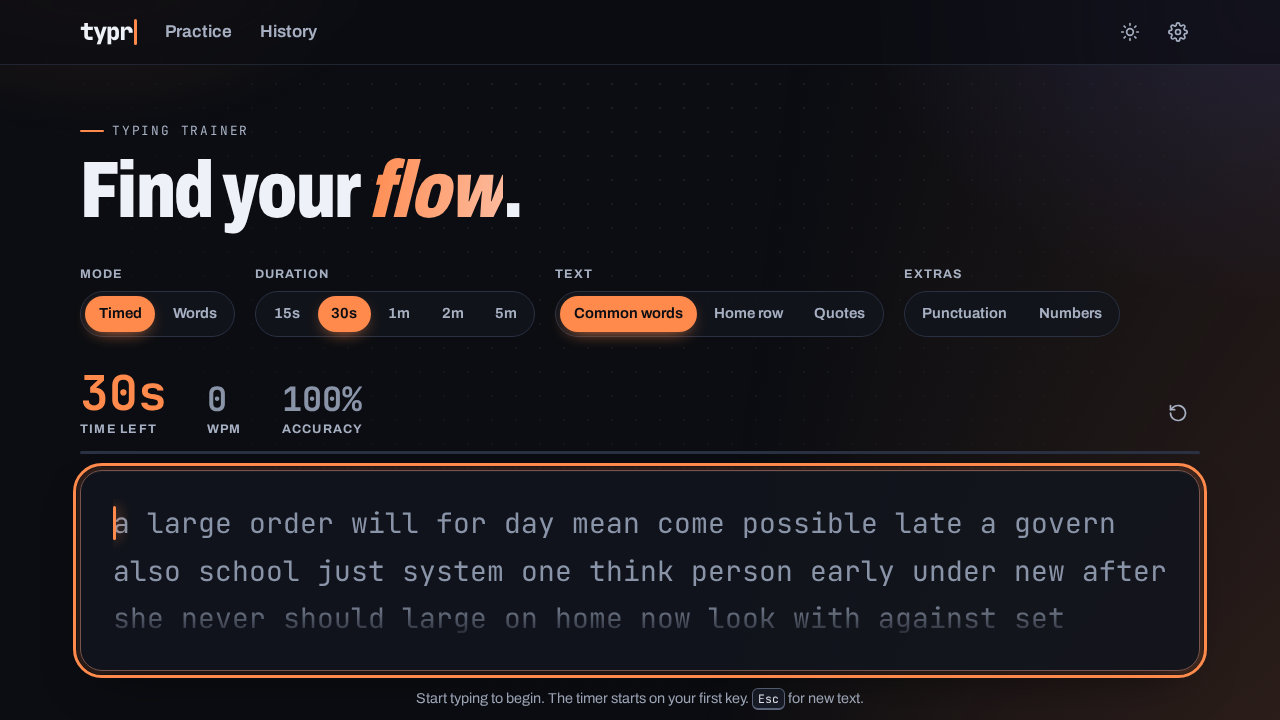 typr Practice History
TYPING TRAINER
Find your flow.
MODE DURATION TEXT EXTRAS
Timed Words 15s 30s 1m 2m 5m Common words Home row Quotes Punctuation Numbers
30s 0 100%
TIME LEFT WPM ACCURACY
a large order will for day mean come possible late a govern
also school just system one think person early under new after
she never should large on home now look with against set
Start typing to begin. The timer starts on your first key. Esc for new text.